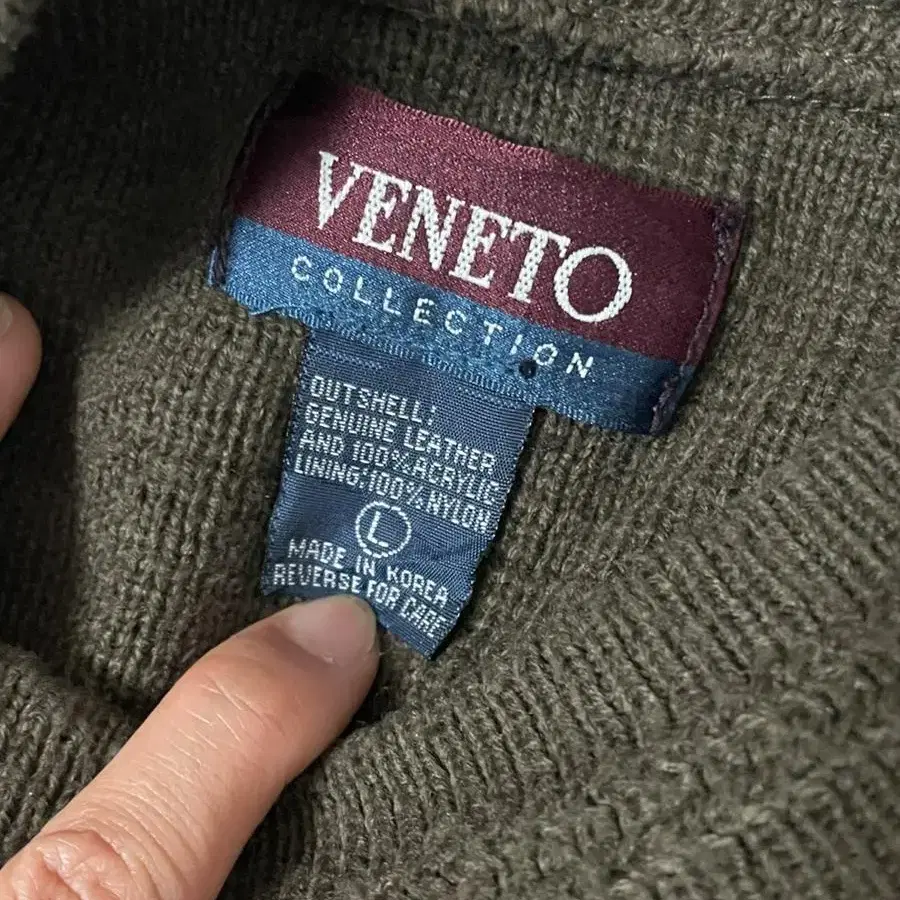 VENETO
COLLECTION
OUTSHELL:
GENUINE LEATHER
AND 100% ACRYLIC
LINING:100% NYLON
L
MADE IN KOREA
REVERSE FOR CARE